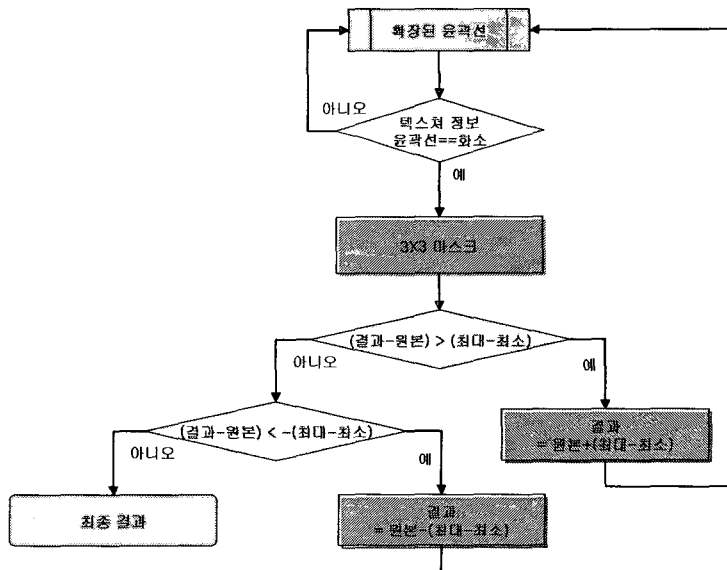 확장된 윤곽선
아니오
텍스쳐 정보
윤곽선==화소
예
3X3 마스크
(결과-원본) > (최대-최소)
아니오
예
(결과-원본) < -(최대-최소)
결과
= 원본+(최대-최소)
아니오
예
최종 결과
결과
= 원본-(최대-최소)